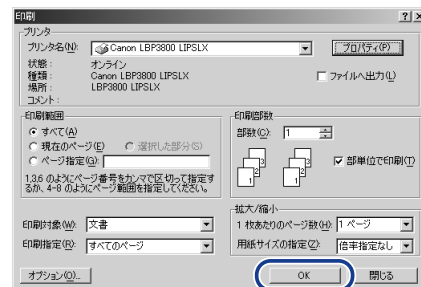 印刷
プリンタ
プリンタ名(N): Canon LBP3800 LIPSLX プロパティ(P)
状態: オンライン
種類: Canon LBP3800 LIPSLX ファイルへ出力(L)
場所: LBP3800 LIPSLX
コメント:
印刷範囲
すべて(A)
現在のページ(E) 選択した部分(S)
ページ指定(G):
1,3,6 のようにページ番号をカンマで区切って指定するか、4-8 のようにページ範囲を指定してください。
印刷部数
部数(C): 1
部単位で印刷(T)
印刷対象(W): 文書
印刷指定(R): すべてのページ
拡大/縮小
1 枚あたりのページ数(H): 1 ページ
用紙サイズの指定(Z): 倍率指定なし
オプション(O)... OK 閉じる